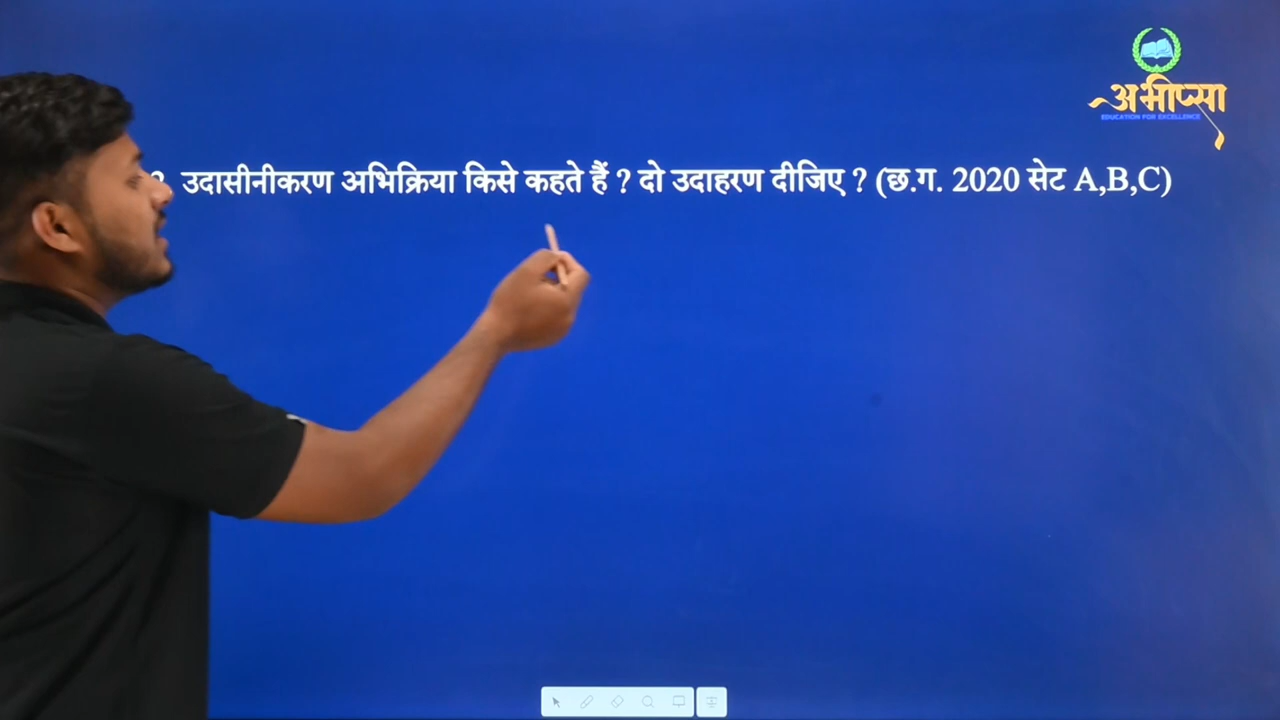 अभीप्सा
EDUCATION FOR EXCELLENCE
उदासीनीकरण अभिक्रिया किसे कहते हैं ? दो उदाहरण दीजिए ? (छ.ग. 2020 सेट A,B,C)